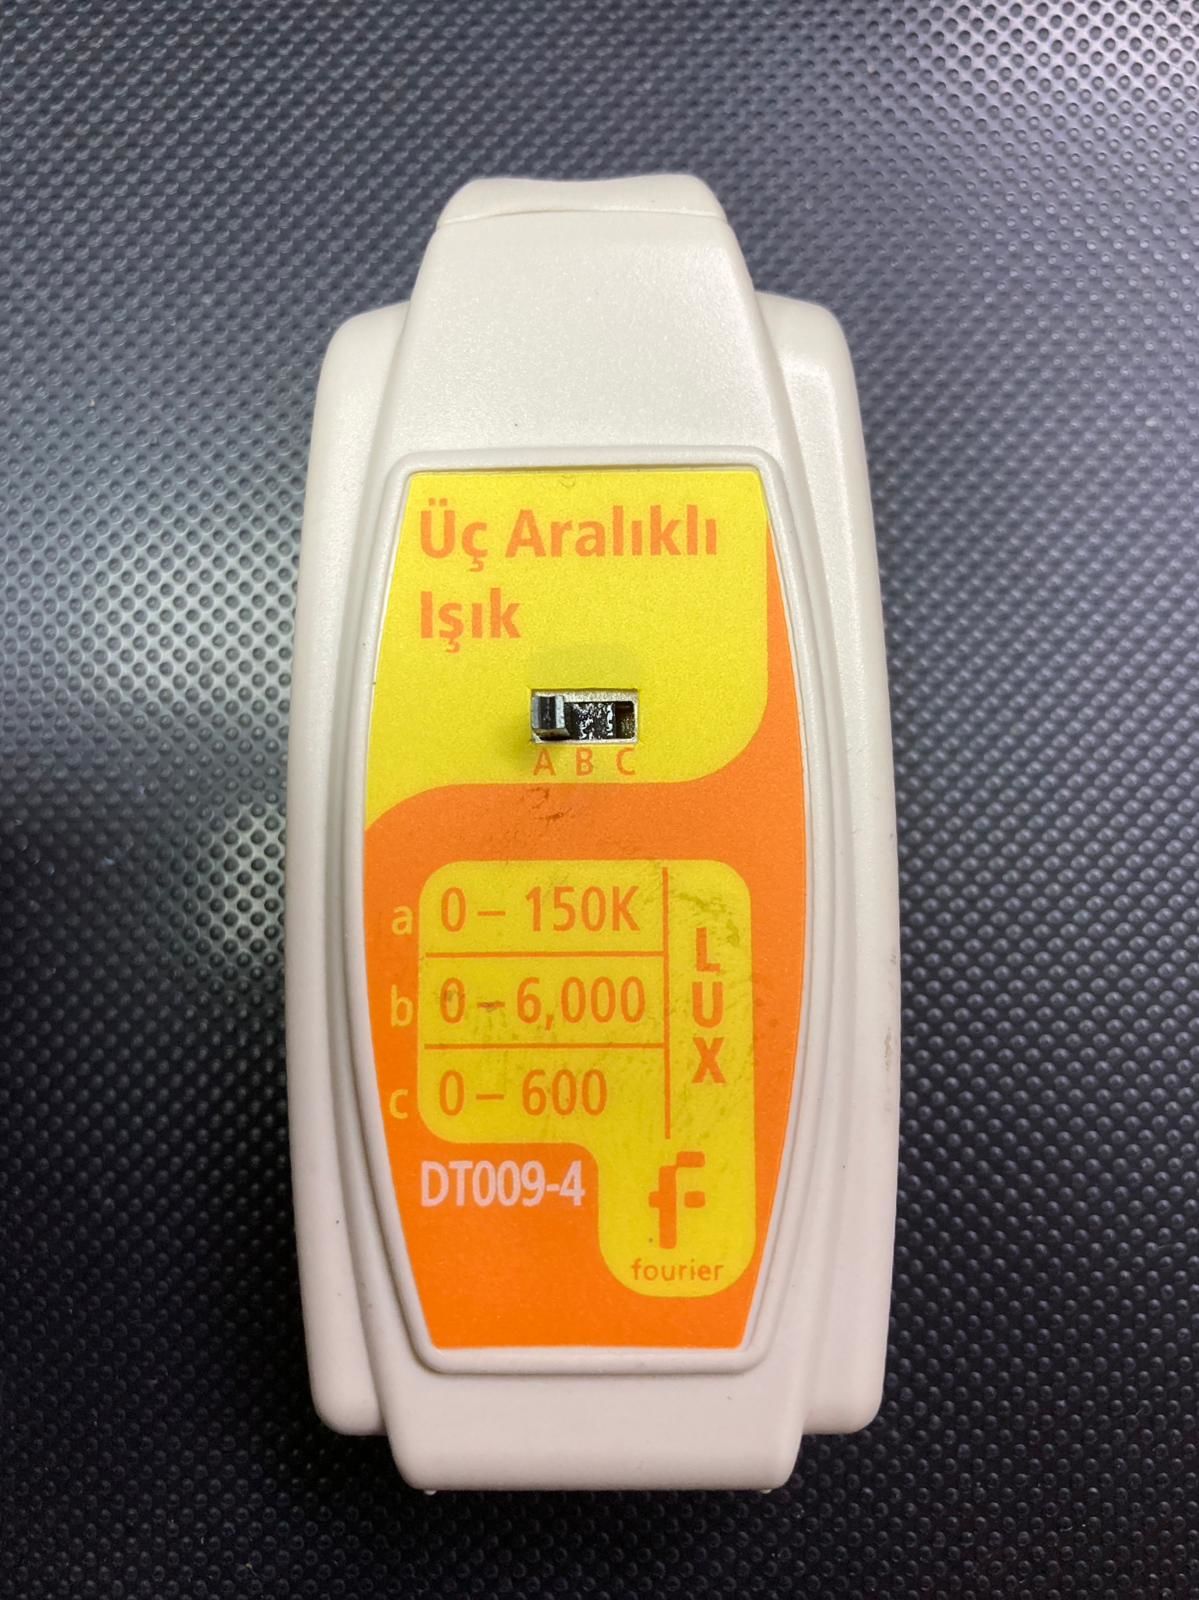 Üç Aralıklı
Işık
A B C
a 0 – 150K
b 0 – 6,000
c 0 – 600
LUX
DT009-4
f
fourier